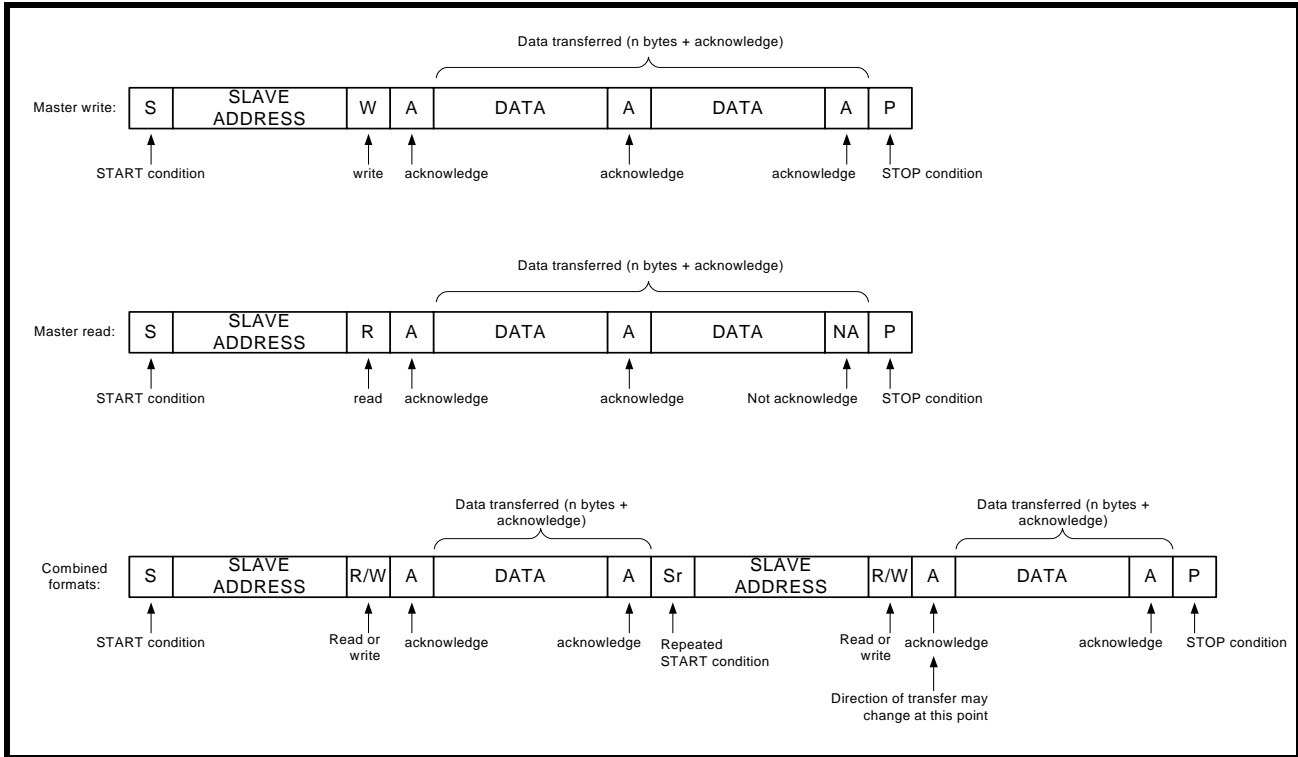 Data transferred (n bytes + acknowledge)
Master write: S SLAVE ADDRESS W A DATA A DATA A P
START condition write acknowledge acknowledge acknowledge STOP condition
Data transferred (n bytes + acknowledge)
Master read: S SLAVE ADDRESS R A DATA A DATA NA P
START condition read acknowledge acknowledge Not acknowledge STOP condition
Data transferred (n bytes +
acknowledge)
Data transferred (n bytes +
acknowledge)
Combined
formats:
S SLAVE ADDRESS R/W A DATA A Sr SLAVE ADDRESS R/W A DATA A P
START condition
Read or
write
acknowledge
acknowledge
Repeated
START condition
Read or
write
acknowledge
acknowledge
STOP condition
Direction of transfer may
change at this point